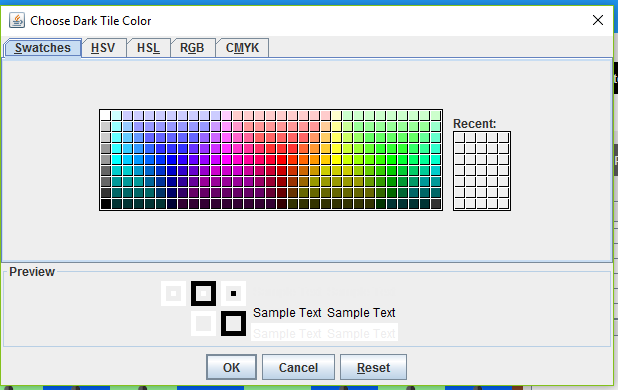 Choose Dark Tile Color
Swatches HSV HSL RGB CMYK
Recent:
Preview
Sample Text Sample Text
Sample Text Sample Text
OK Cancel Reset